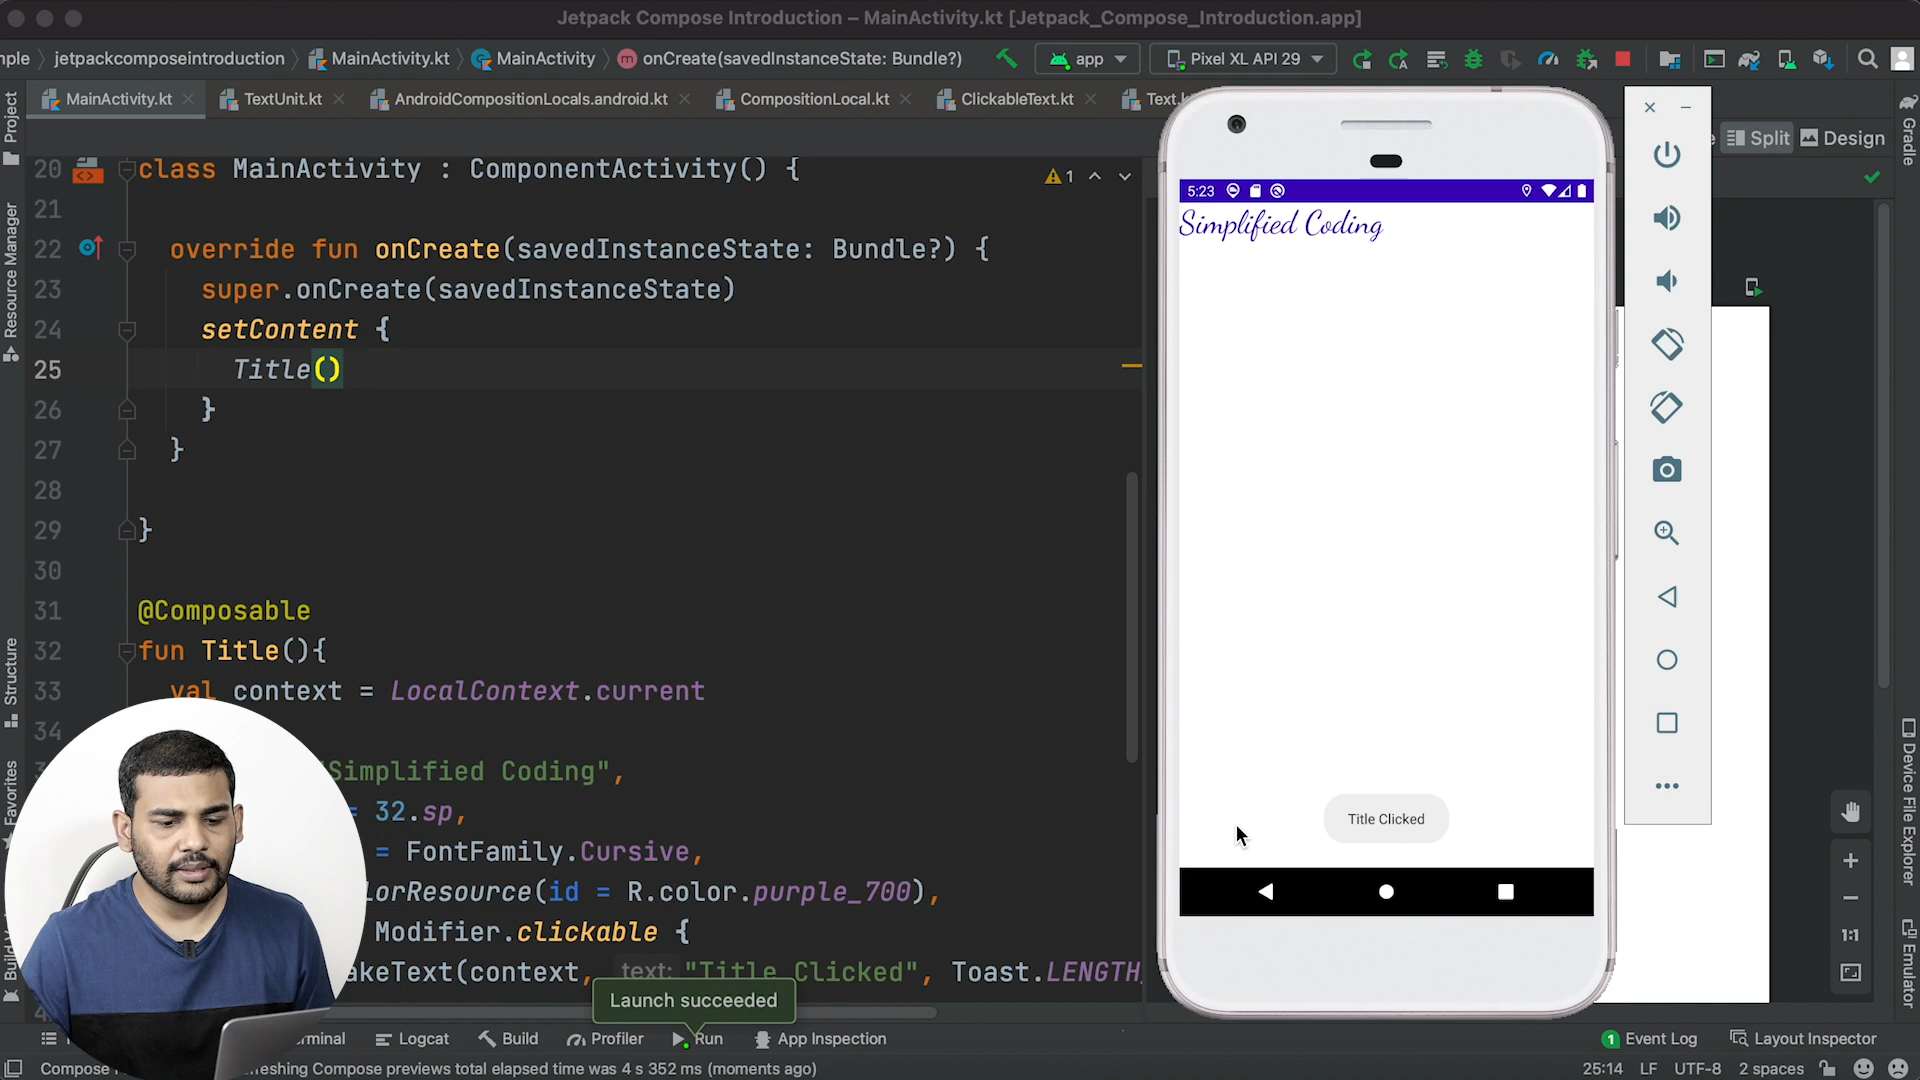 Jetpack Compose Introduction – MainActivity.kt [Jetpack_Compose_Introduction.app]
jetpackcomposeintroduction MainActivity.kt MainActivity onCreate(savedInstanceState: Bundle?) app Pixel XL API 29
MainActivity.kt TextUnit.kt AndroidCompositionLocals.android.kt CompositionLocal.kt ClickableText.kt
Split Design
Project
Resource Manager
Structure
Favorites
Gradle
Device File Explorer
Emulator
1
20 class MainActivity : ComponentActivity() {
21
22 override fun onCreate(savedInstanceState: Bundle?) {
23 super.onCreate(savedInstanceState)
24 setContent {
25 Title()
26 }
27 }
28
29 }
30
31 @Composable
32 fun Title(){
33 val context = LocalContext.current
34
"Simplified Coding",
= 32.sp,
= FontFamily.Cursive,
lorResource(id = R.color.purple_700),
Modifier.clickable {
akeText(context, text: "Title Clicked", Toast.LENGTH
Launch succeeded
5:23
Simplified Coding
Title Clicked
1:1
Logcat Build Profiler Run App Inspection 1 Event Log Layout Inspector
Compose freshing Compose previews total elapsed time was 4 s 352 ms (moments ago) 25:14 LF UTF-8 2 spaces